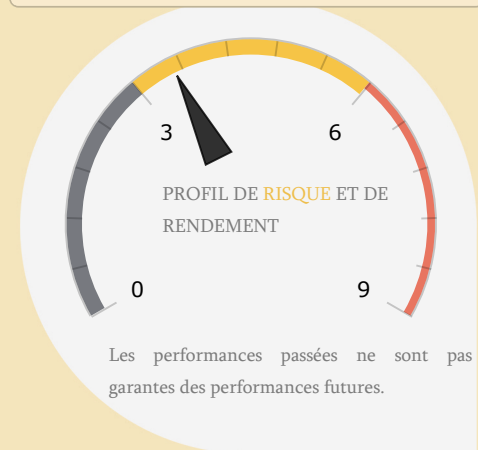 3
6
PROFIL DE RISQUE ET DE
RENDEMENT
0
9
Les performances passées ne sont pas
garantes des performances futures.